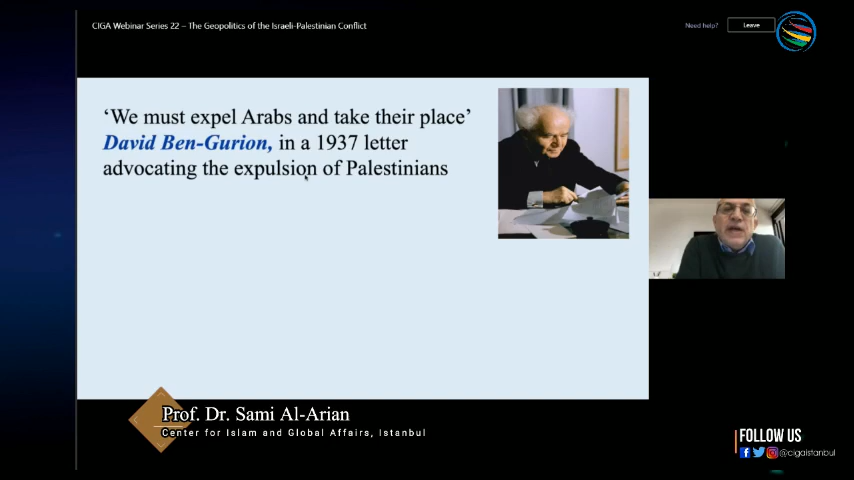 CIGA Webinar Series 22 – The Geopolitics of the Israeli-Palestinian Conflict
Need help?
Leave
‘We must expel Arabs and take their place’
David Ben-Gurion, in a 1937 letter
advocating the expulsion of Palestinians
Prof. Dr. Sami Al-Arian
Center for Islam and Global Affairs, Istanbul
FOLLOW US
@cigaistanbul